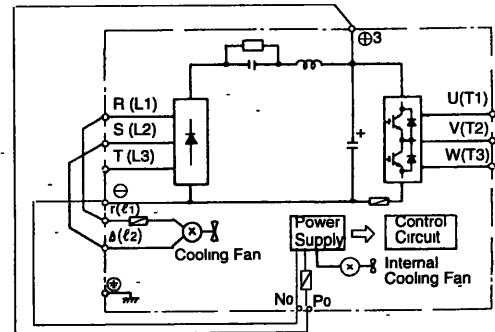 ⊕3
R (L1)
S (L2)
T (L3)
⊖
r(ℓ1)
Δ(ℓ2)
Cooling Fan
U(T1)
V(T2)
W(T3)
+
Power
Supply
Control
Circuit
Internal
Cooling Fan
N0
P0